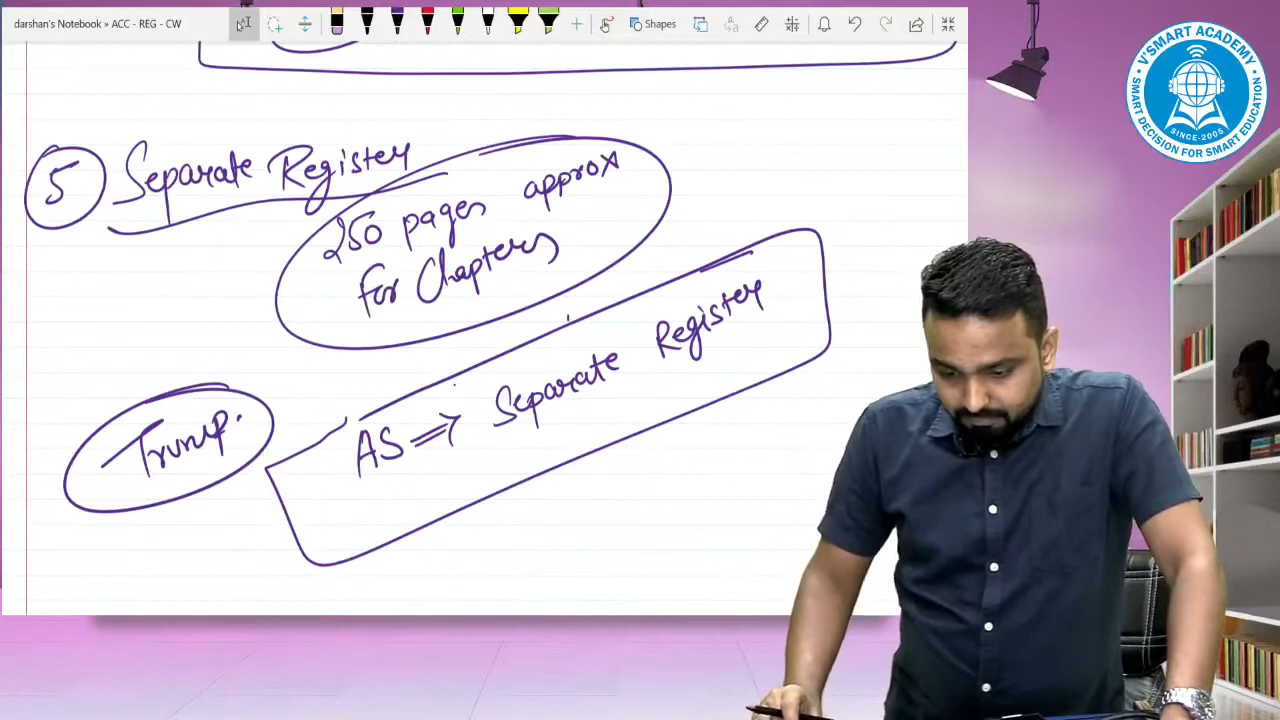 darshan's Notebook » ACC - REG - CW
Shapes
V'SMART ACADEMY
SINCE-2005
SMART DECISION FOR SMART EDUCATION
5 Separate Register
250 pages approx
for Chapters
AS ⇒ Separate Register